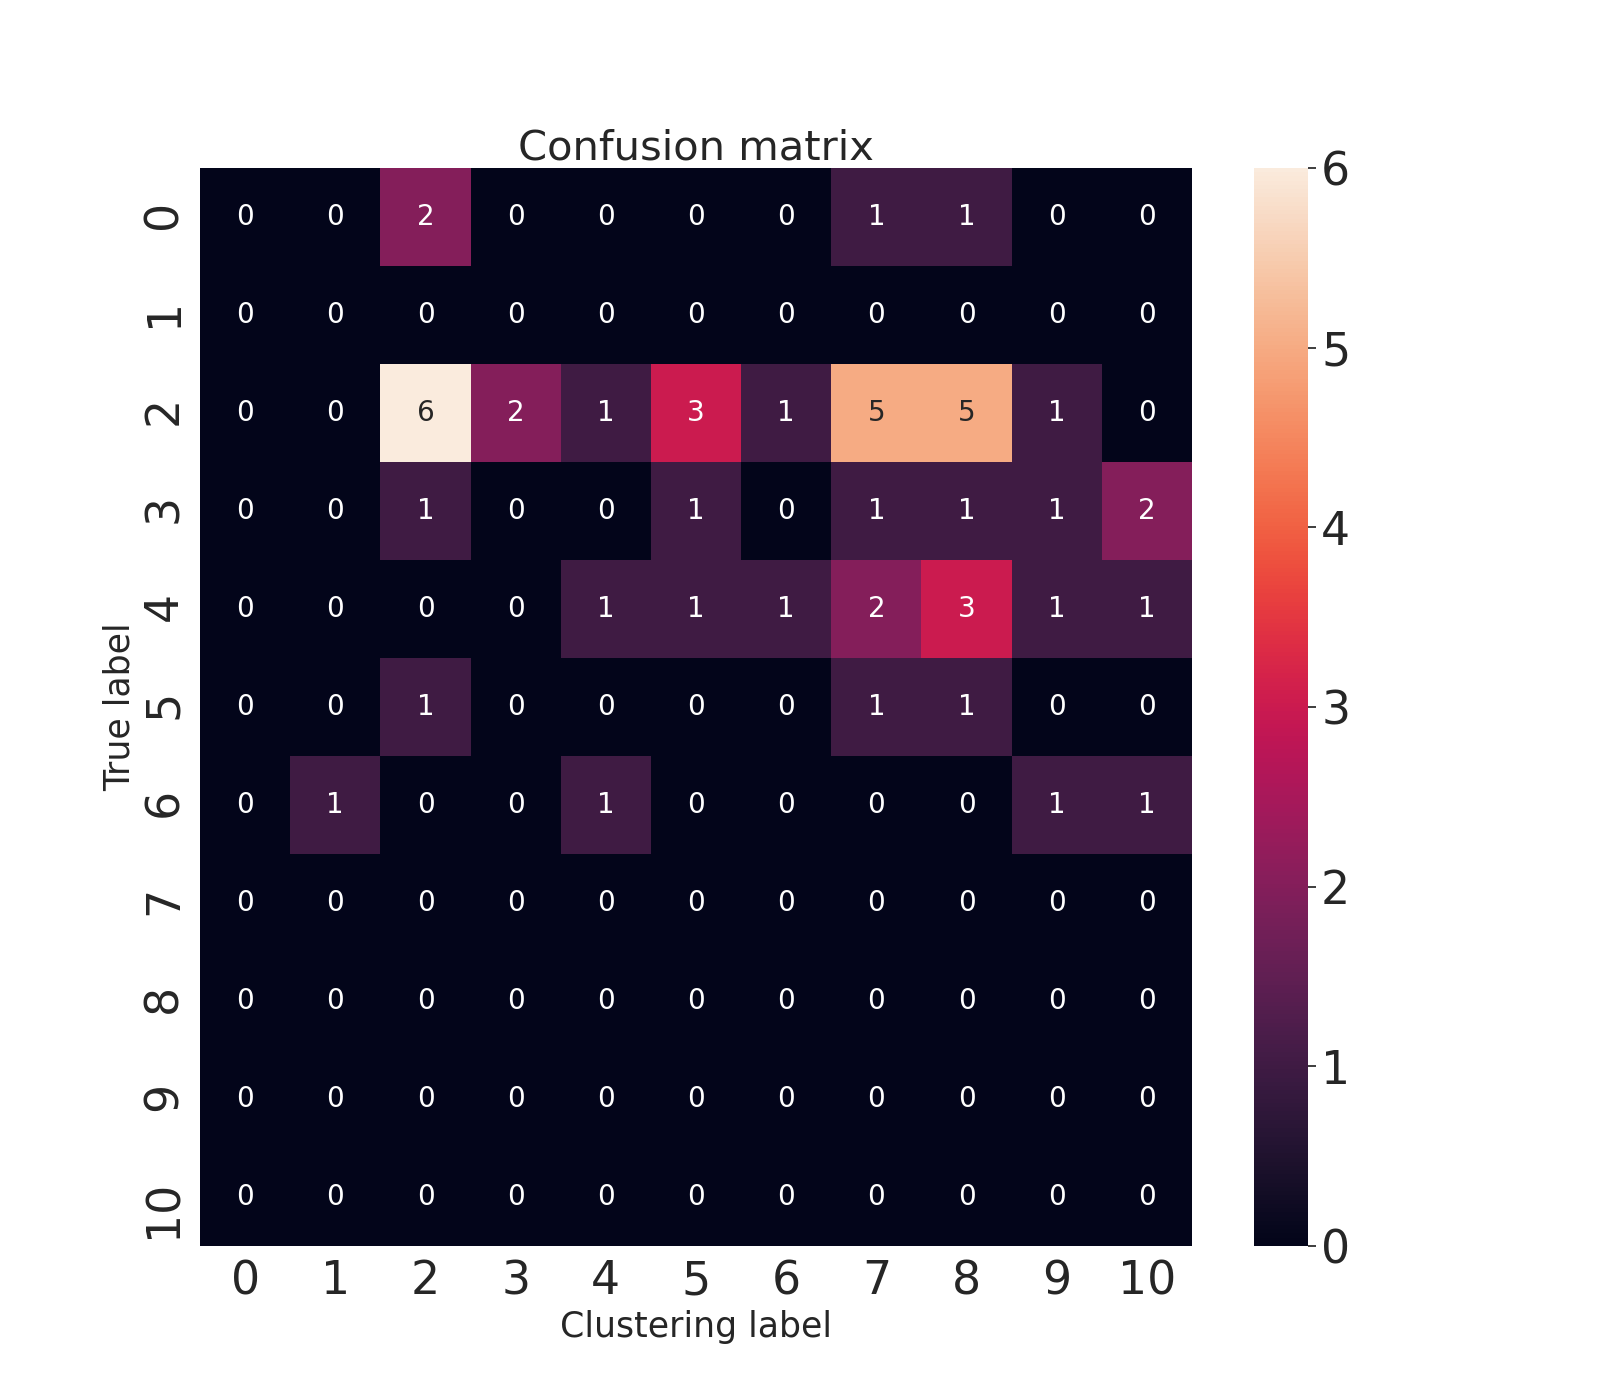 Confusion matrix
0 0 0 2 0 0 0 0 1 1 0 0
1 0 0 0 0 0 0 0 0 0 0 0
2 0 0 6 2 1 3 1 5 5 1 0
3 0 0 1 0 0 1 0 1 1 1 2
4 0 0 0 0 1 1 1 2 3 1 1
5 0 0 1 0 0 0 0 1 1 0 0
6 0 1 0 0 1 0 0 0 0 1 1
7 0 0 0 0 0 0 0 0 0 0 0
8 0 0 0 0 0 0 0 0 0 0 0
9 0 0 0 0 0 0 0 0 0 0 0
10 0 0 0 0 0 0 0 0 0 0 0
0 1 2 3 4 5 6 7 8 9 10
Clustering label
True label
6
5
4
3
2
1
0